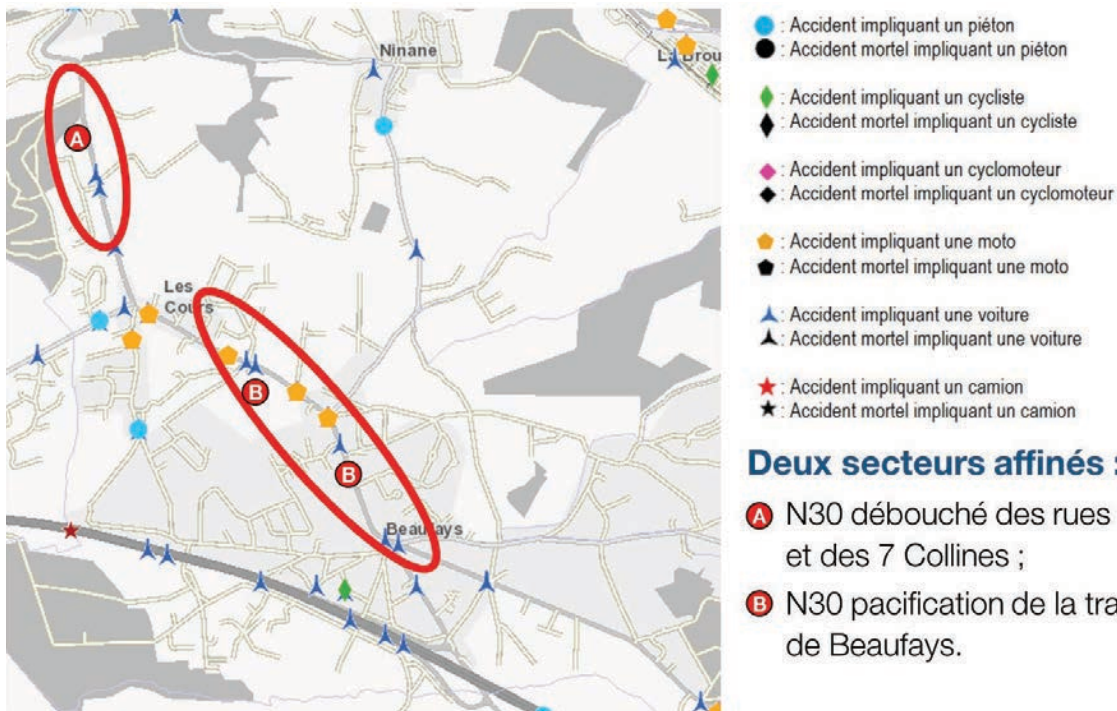 Ninane
La Brou
A
Les
Cours
B
B
Beaufays
: Accident impliquant un piéton
: Accident mortel impliquant un piéton
: Accident impliquant un cycliste
: Accident mortel impliquant un cycliste
: Accident impliquant un cyclomoteur
: Accident mortel impliquant un cyclomoteur
: Accident impliquant une moto
: Accident mortel impliquant une moto
: Accident impliquant une voiture
: Accident mortel impliquant une voiture
: Accident impliquant un camion
: Accident mortel impliquant un camion
Deux secteurs affinés :
A N30 débouché des rues
et des 7 Collines ;
B N30 pacification de la tra
de Beaufays.